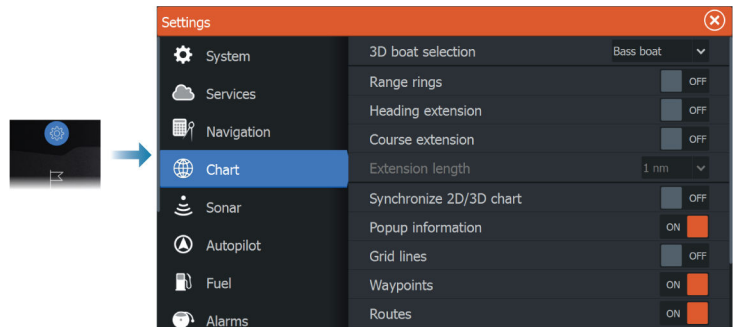 Settings
System
Services
Navigation
Chart
Sonar
Autopilot
Fuel
Alarms
3D boat selection Bass boat
Range rings OFF
Heading extension OFF
Course extension OFF
Extension length 1 nm
Synchronize 2D/3D chart OFF
Popup information ON
Grid lines OFF
Waypoints ON
Routes ON